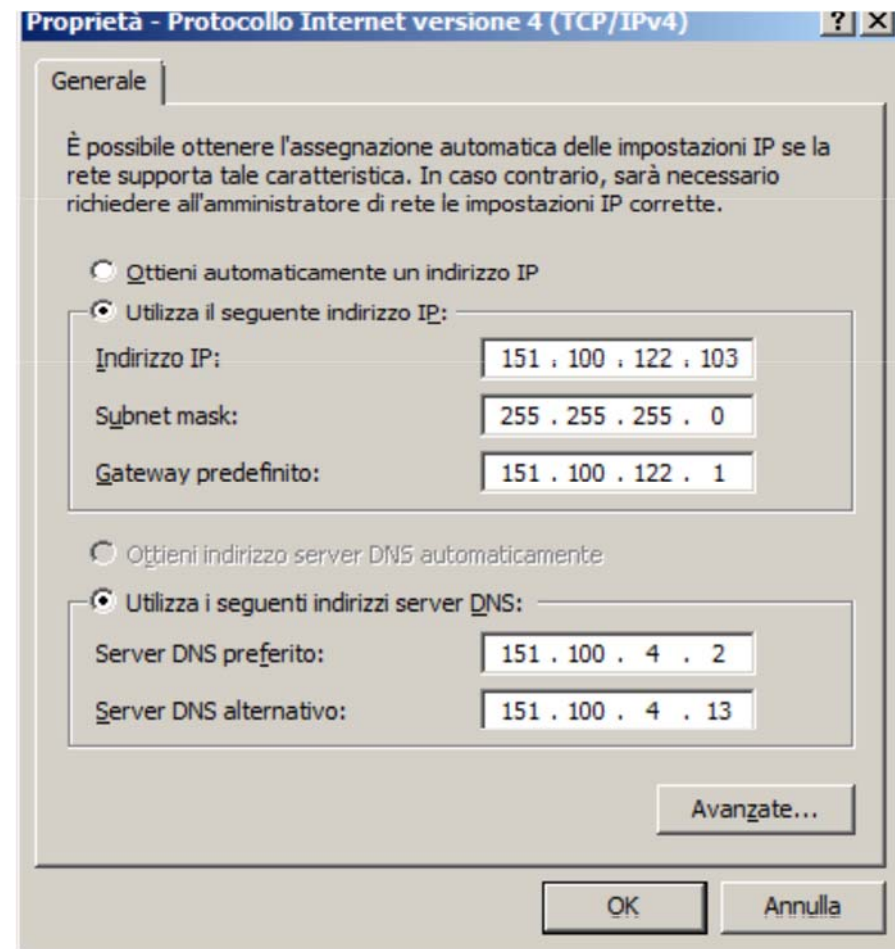 Proprietà - Protocollo Internet versione 4 (TCP/IPv4)
Generale
È possibile ottenere l'assegnazione automatica delle impostazioni IP se la
rete supporta tale caratteristica. In caso contrario, sarà necessario
richiedere all'amministratore di rete le impostazioni IP corrette.
Ottieni automaticamente un indirizzo IP
Utilizza il seguente indirizzo IP:
Indirizzo IP: 151 . 100 . 122 . 103
Subnet mask: 255 . 255 . 255 . 0
Gateway predefinito: 151 . 100 . 122 . 1
Ottieni indirizzo server DNS automaticamente
Utilizza i seguenti indirizzi server DNS:
Server DNS preferito: 151 . 100 . 4 . 2
Server DNS alternativo: 151 . 100 . 4 . 13
Avanzate...
OK Annulla